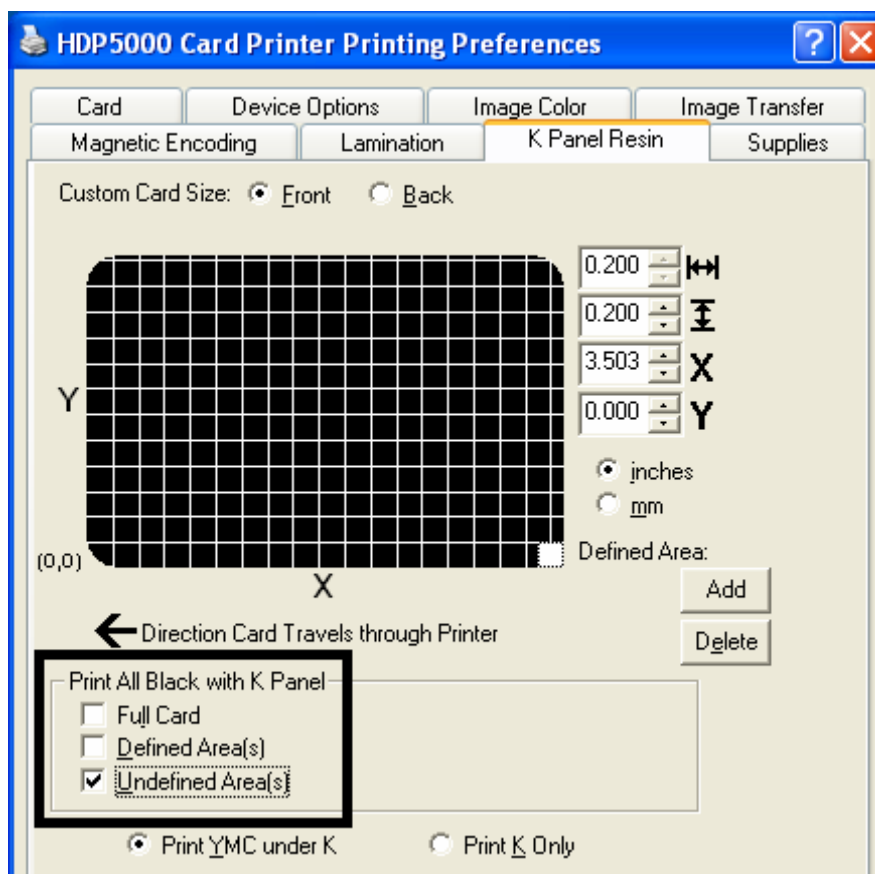 HDP5000 Card Printer Printing Preferences
Card Device Options Image Color Image Transfer
Magnetic Encoding Lamination K Panel Resin Supplies
Custom Card Size: Front Back
0.200
0.200
3.503 X
Y 0.000 Y
inches
mm
(0,0) Defined Area:
X Add
Direction Card Travels through Printer Delete
Print All Black with K Panel
Full Card
Defined Area(s)
Undefined Area(s)
Print YMC under K Print K Only